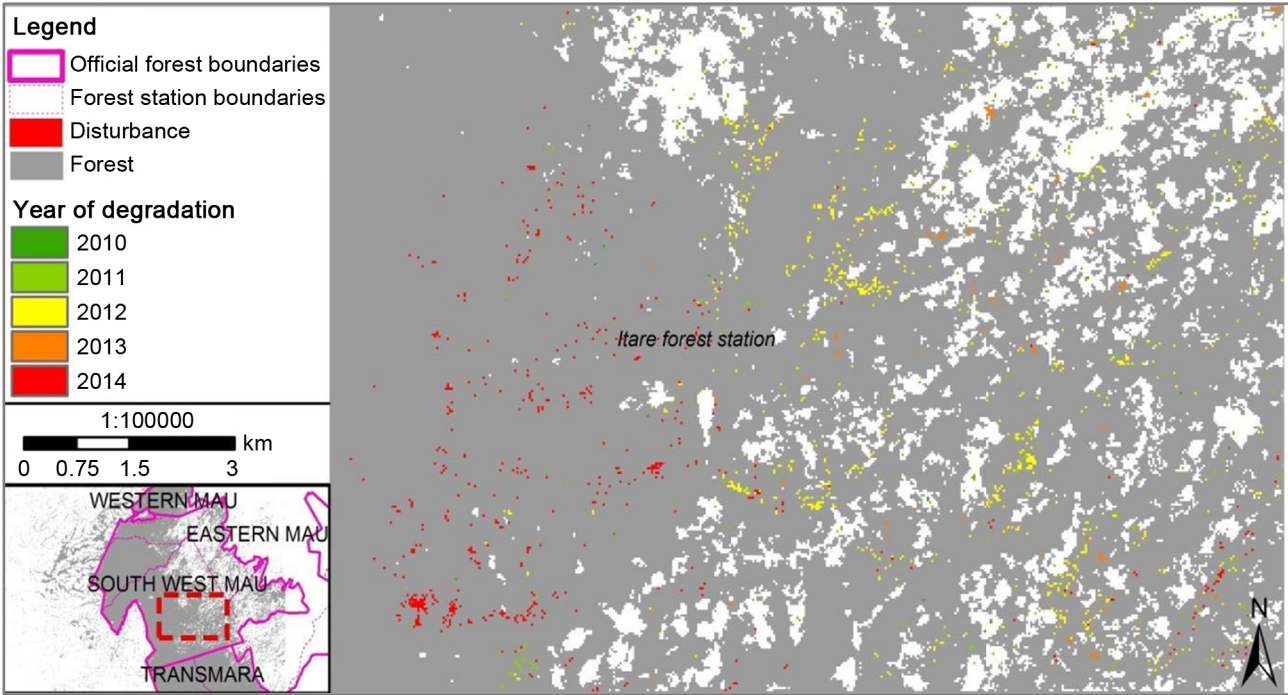 Legend
Official forest boundaries
Forest station boundaries
Disturbance
Forest
Year of degradation
2010
2011
2012
2013
2014
1:100000
km
0 0.75 1.5 3
WESTERN MAU
EASTERN MAU
SOUTH WEST MAU
TRANSMARA
Itare forest station
N